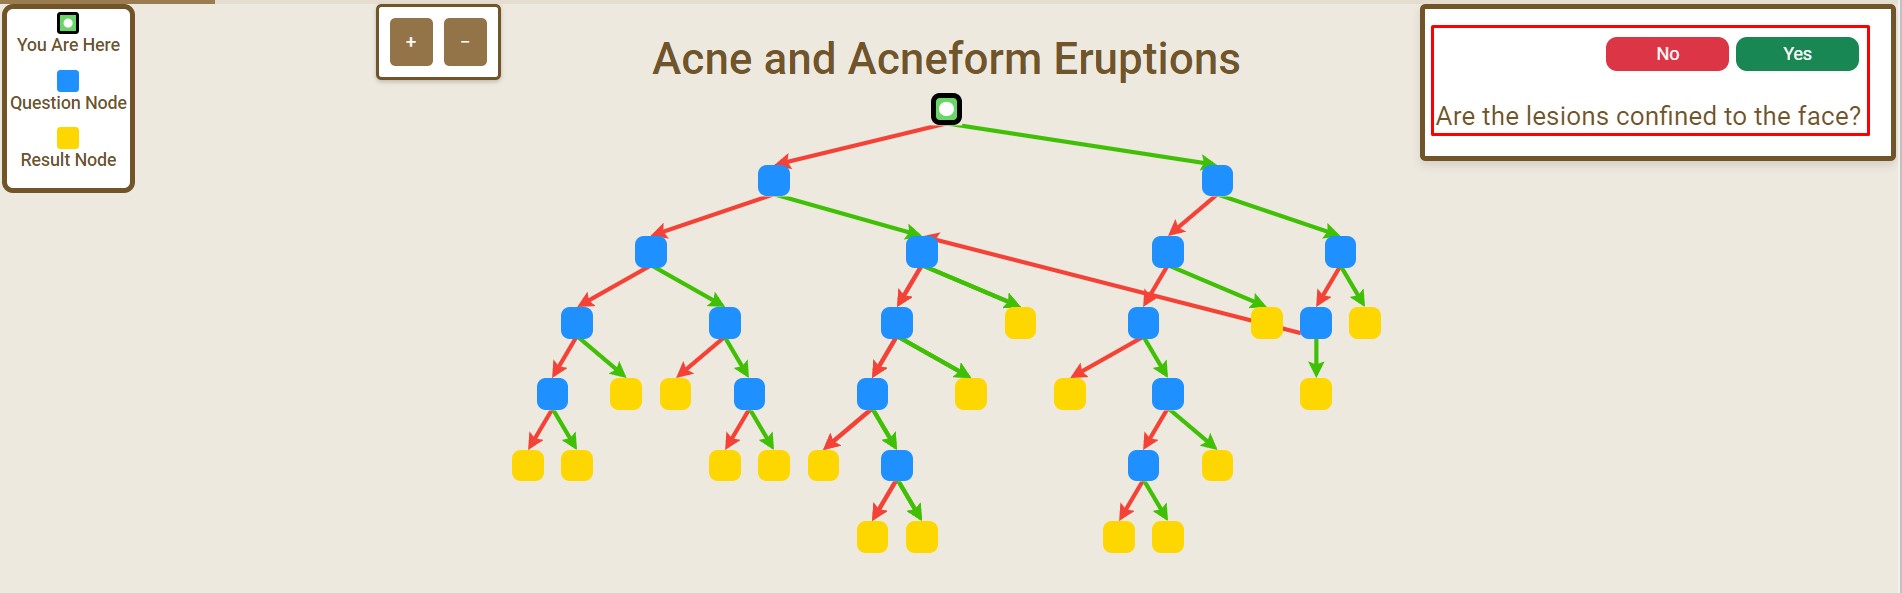 You Are Here
Question Node
Result Node
+ −
Acne and Acneform Eruptions
No Yes
Are the lesions confined to the face?